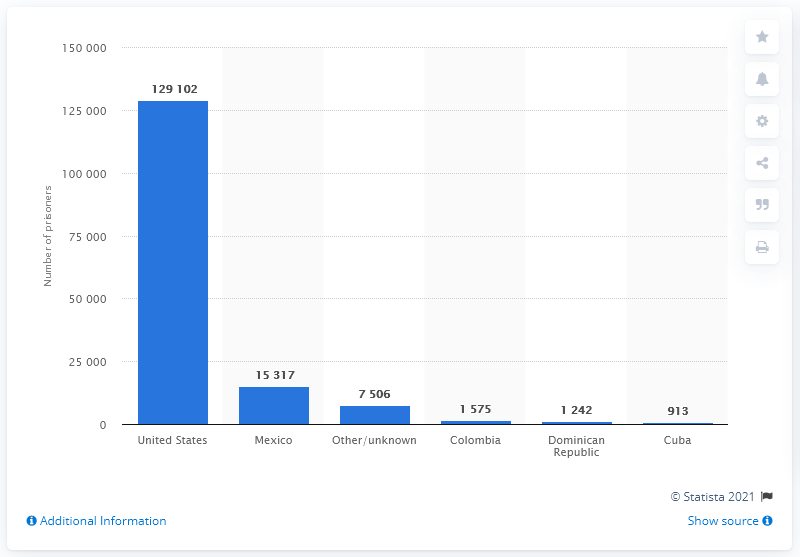 150 000
125 000
100 000
75 000
50 000
25 000
0
Number of prisoners
129 102
15 317
7 506
1 575
1 242
913
United States
Mexico
Other/unknown
Colombia
Dominican
Republic
Cuba
© Statista 2021
Additional Information
Show source